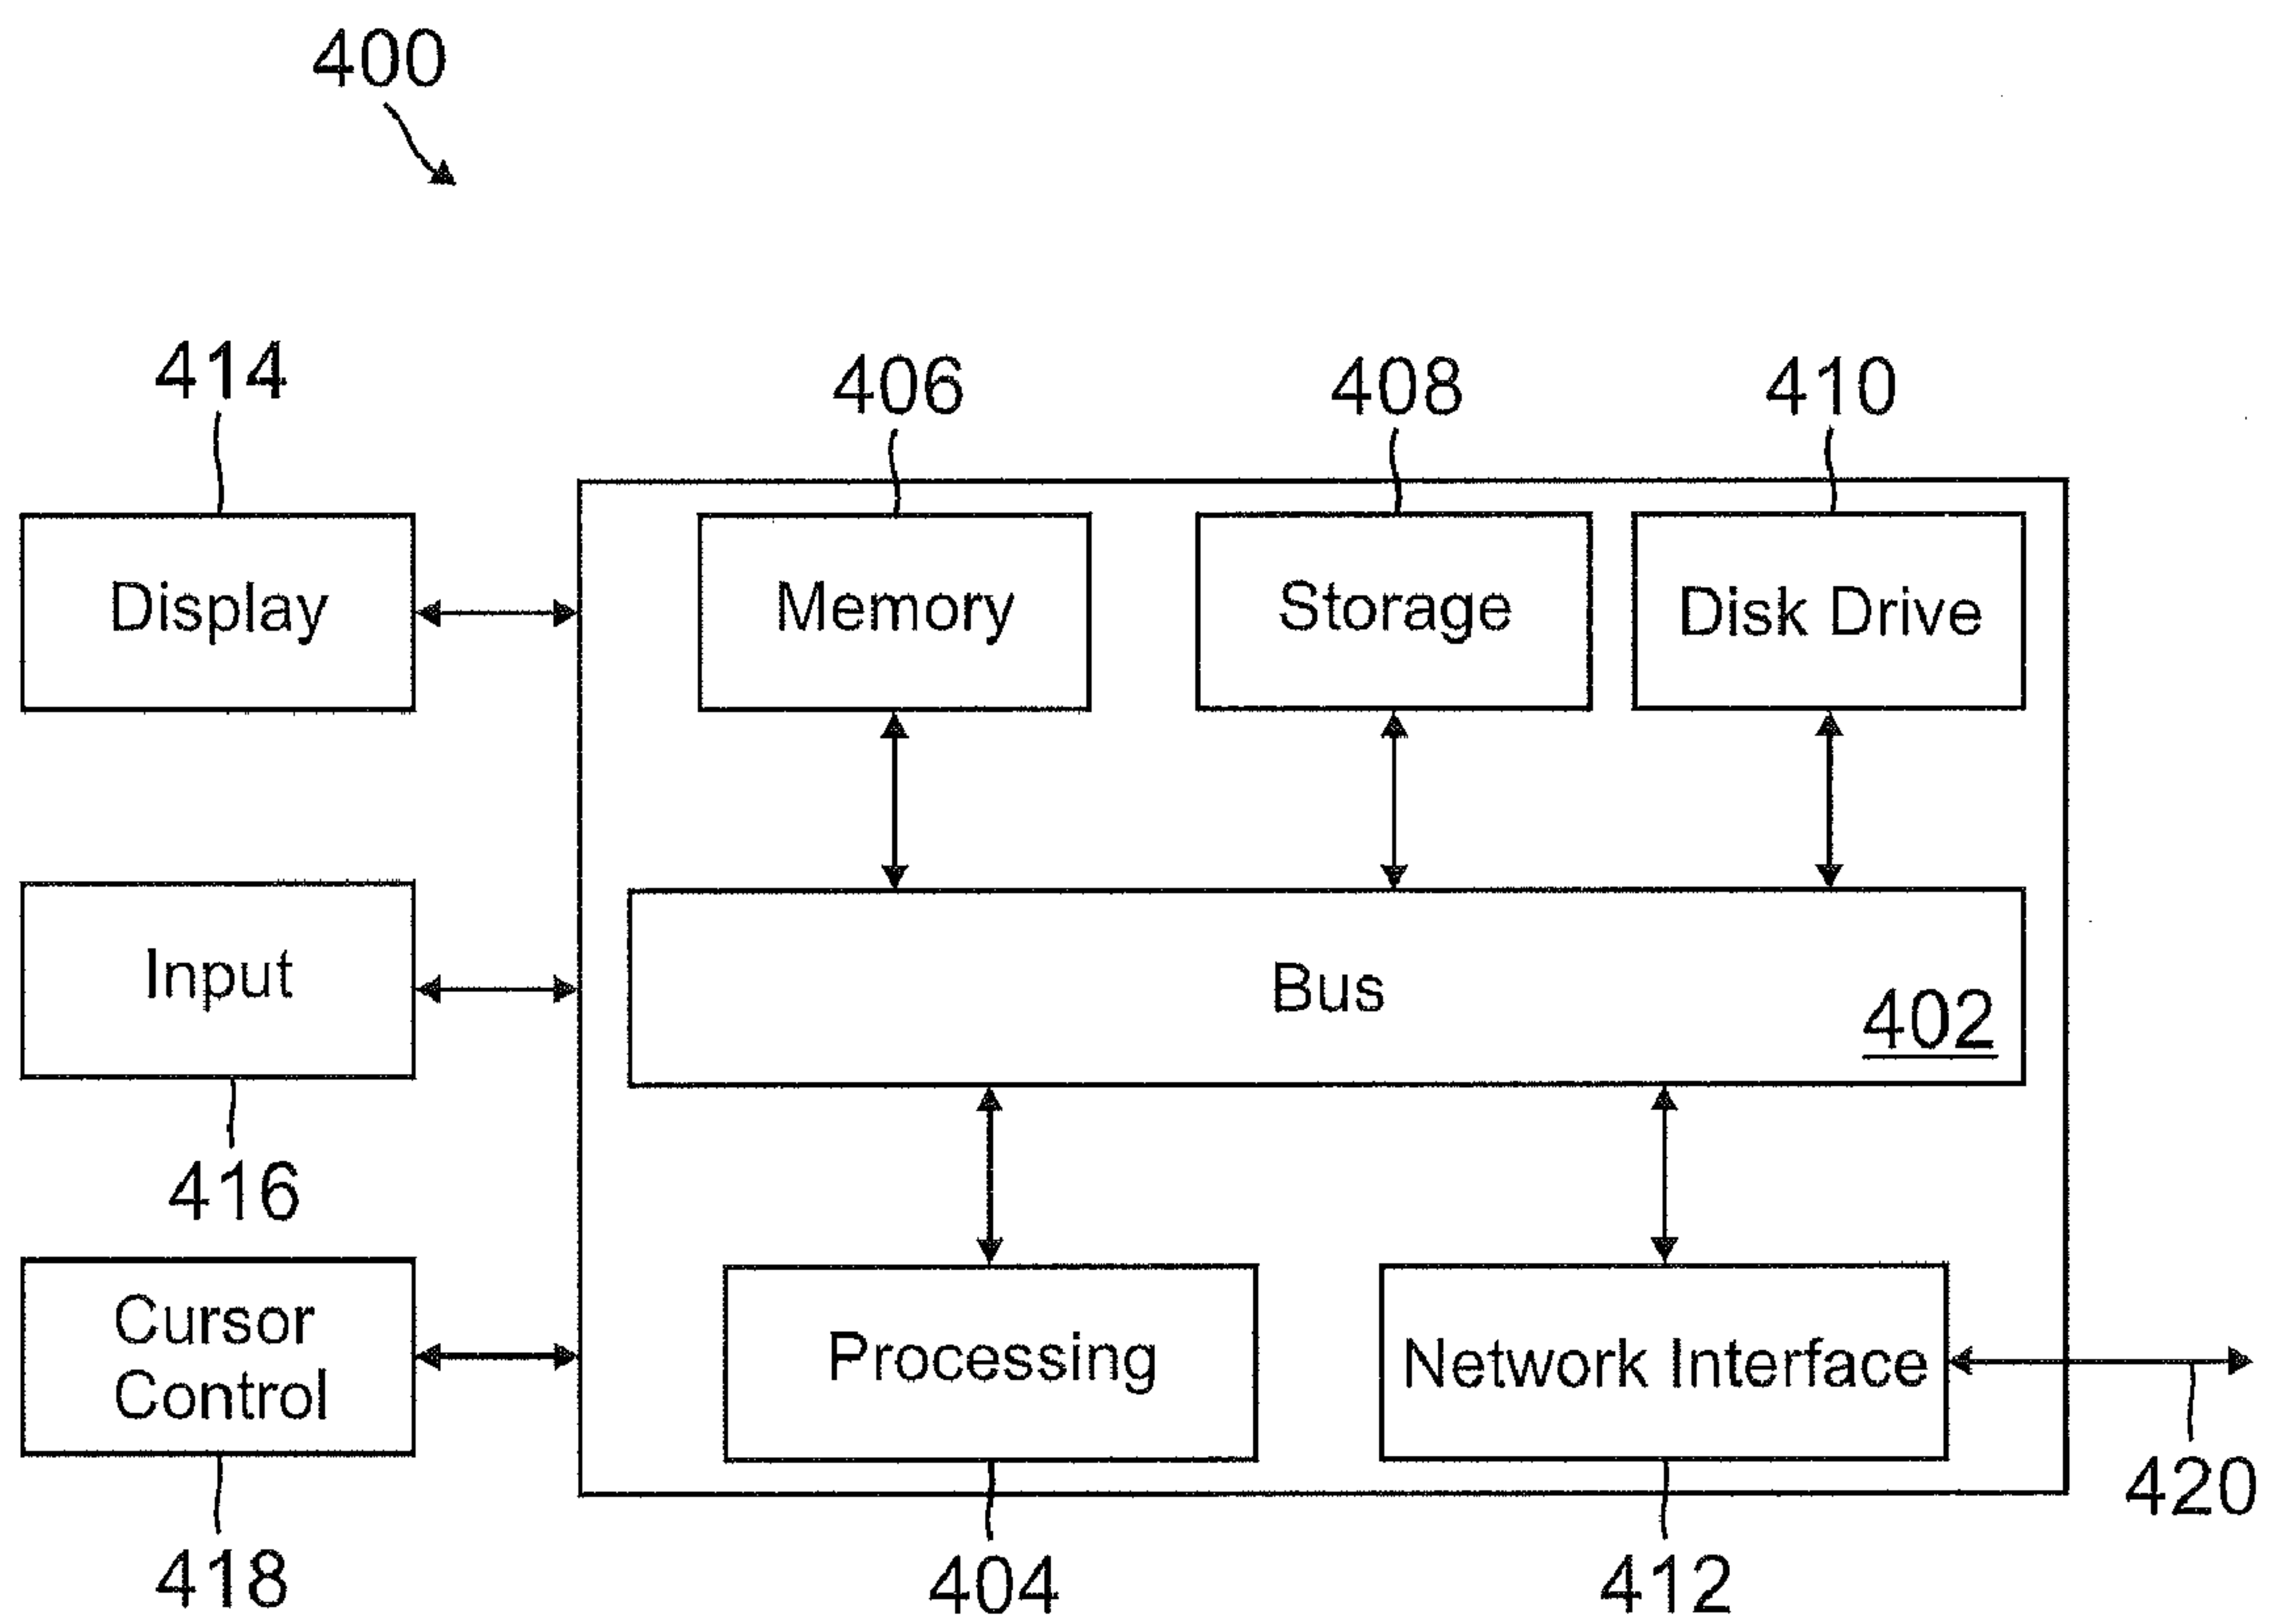 400
414
406
408
410
Display
Memory
Storage
Disk Drive
Input
Bus
402
416
Cursor
Control
Processing
Network Interface
420
418
404
412